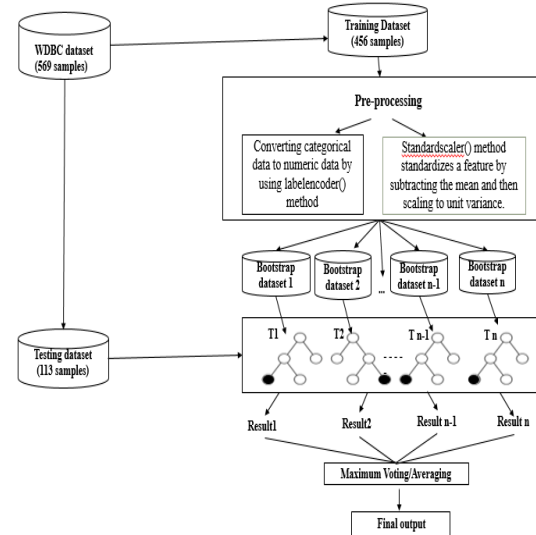 WDBC dataset
(569 samples)
Training Dataset
(456 samples)
Pre-processing
Converting categorical
data to numeric data by
using labelencoder()
method
Standardscaler() method
standardizes a feature by
subtracting the mean and then
scaling to unit variance.
Bootstrap
dataset 1
Bootstrap
dataset 2
...
Bootstrap
dataset n-1
Bootstrap
dataset n
Testing dataset
(113 samples)
T1
T2
T n-1
T n
Result1
Result2
Result n-1
Result n
Maximum Voting/Averaging
Final output